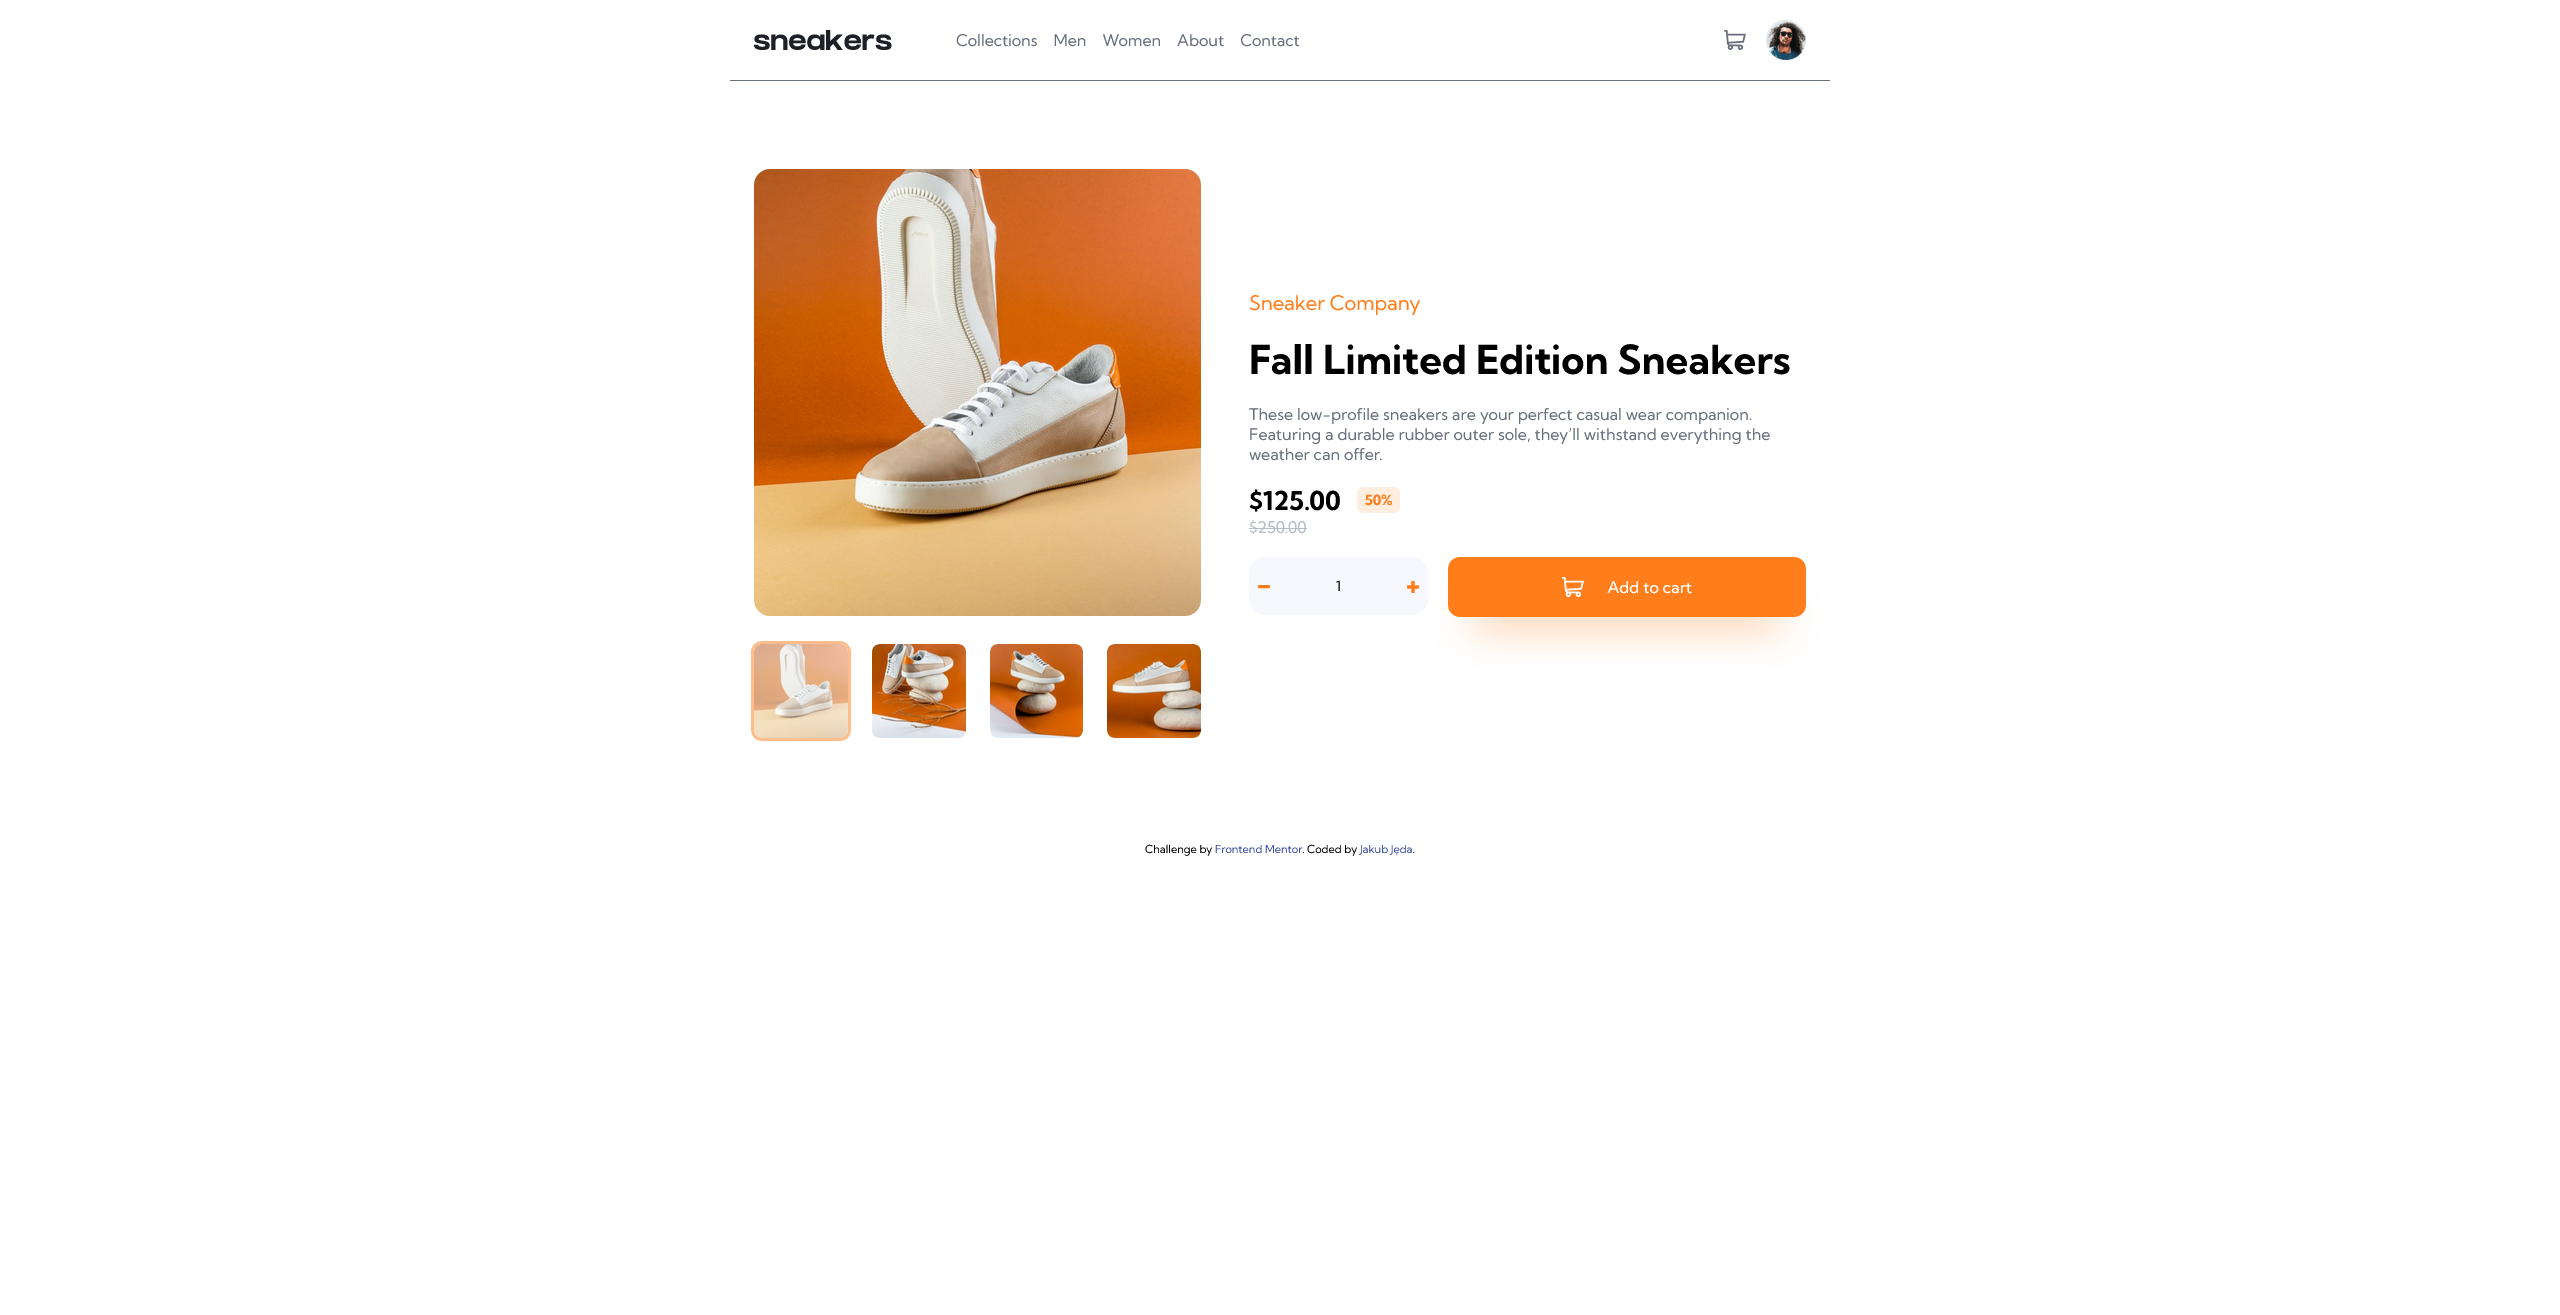 sneakers
Collections Men Women About Contact
Sneaker Company
Fall Limited Edition Sneakers
These low-profile sneakers are your perfect casual wear companion.
Featuring a durable rubber outer sole, they’ll withstand everything the
weather can offer.
$125.00 50%
$250.00
1
Add to cart
Challenge by Frontend Mentor. Coded by Jakub Jęda.